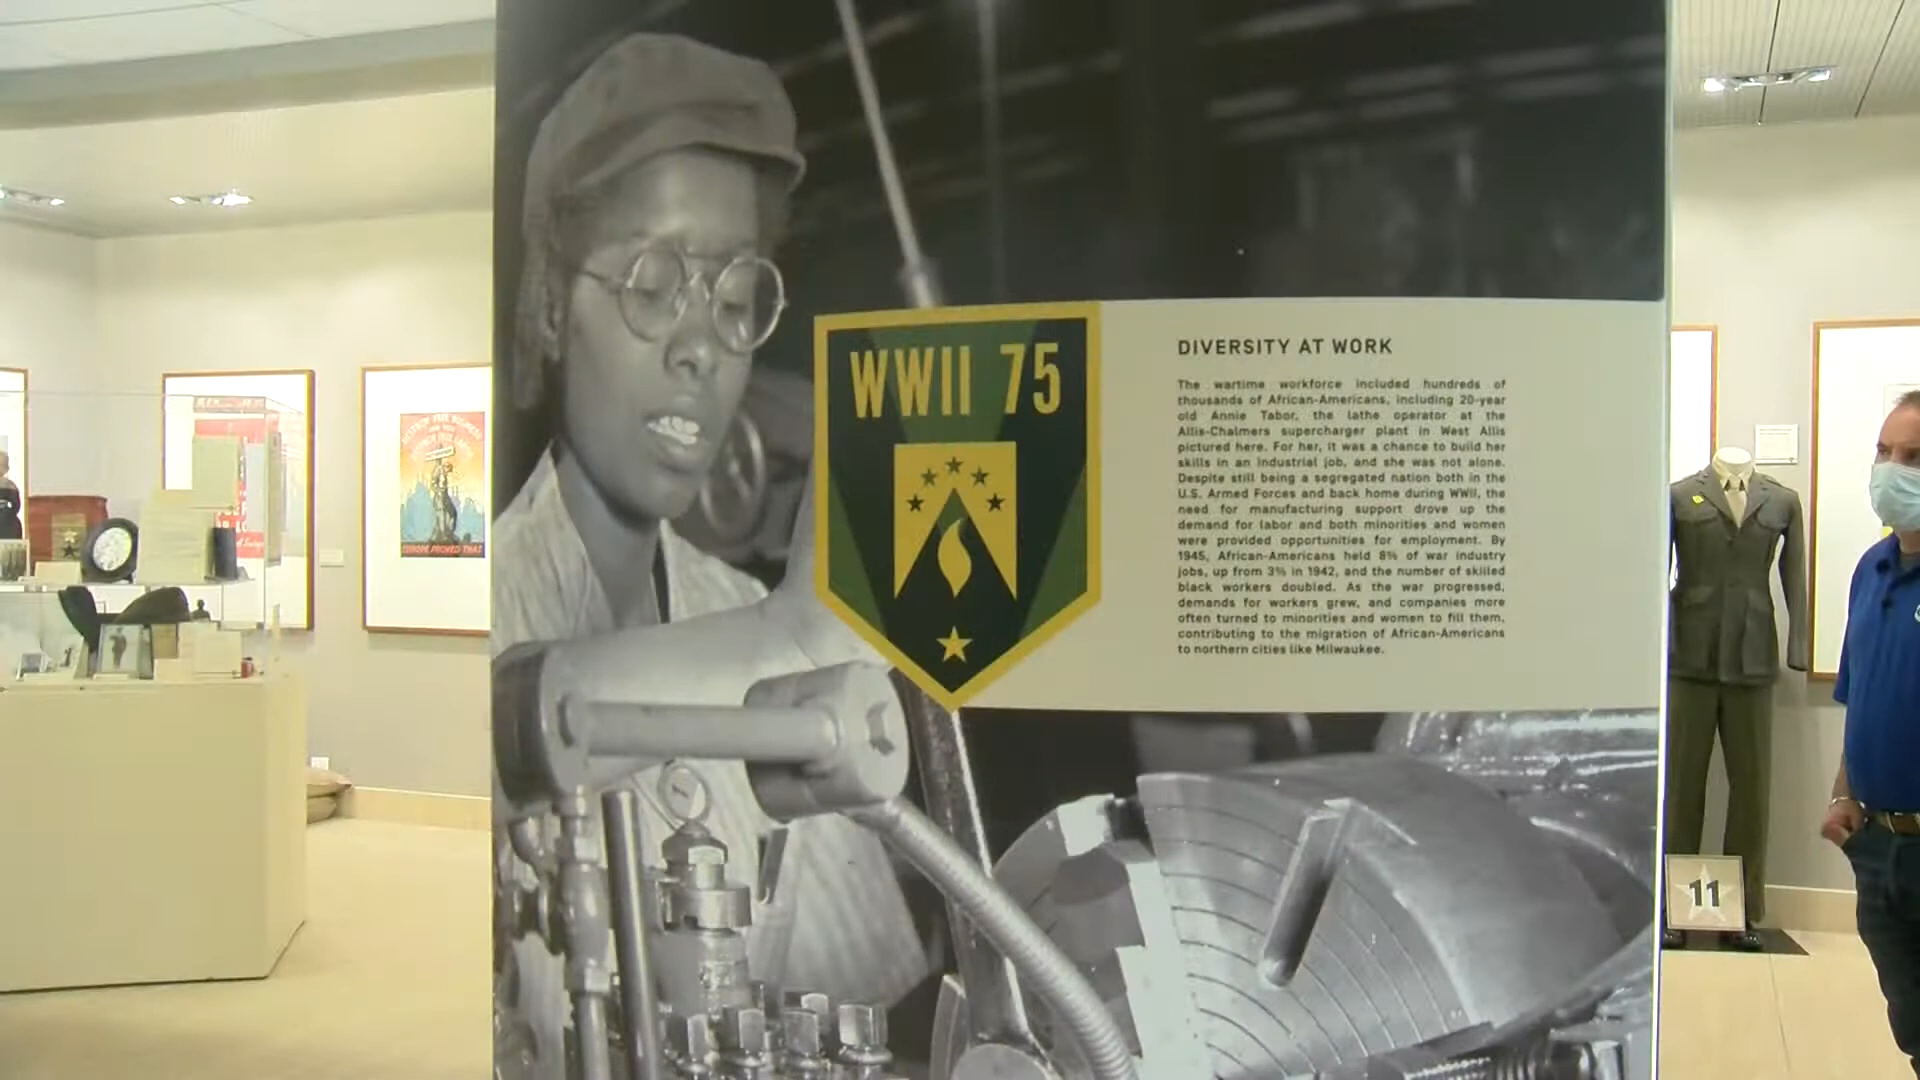 WWII 75
DIVERSITY AT WORK
The wartime workforce included hundreds of
thousands of African-Americans, including 20-year
old Annie Tabor, the lathe operator at the
Allis-Chalmers supercharger plant in West Allis
pictured here. For her, it was a chance to build her
skills in an industrial job, and she was not alone.
Despite still being a segregated nation both in the
U.S. Armed Forces and back home during WWII, the
need for manufacturing support drove up the
demand for labor and both minorities and women
were provided opportunities for employment. By
1945, African-Americans held 8% of war industry
jobs, up from 3% in 1942, and the number of skilled
black workers doubled. As the war progressed,
demands for workers grew, and companies more
often turned to minorities and women to fill them,
contributing to the migration of African-Americans
to northern cities like Milwaukee.
EUROPE PROVED THAT
11